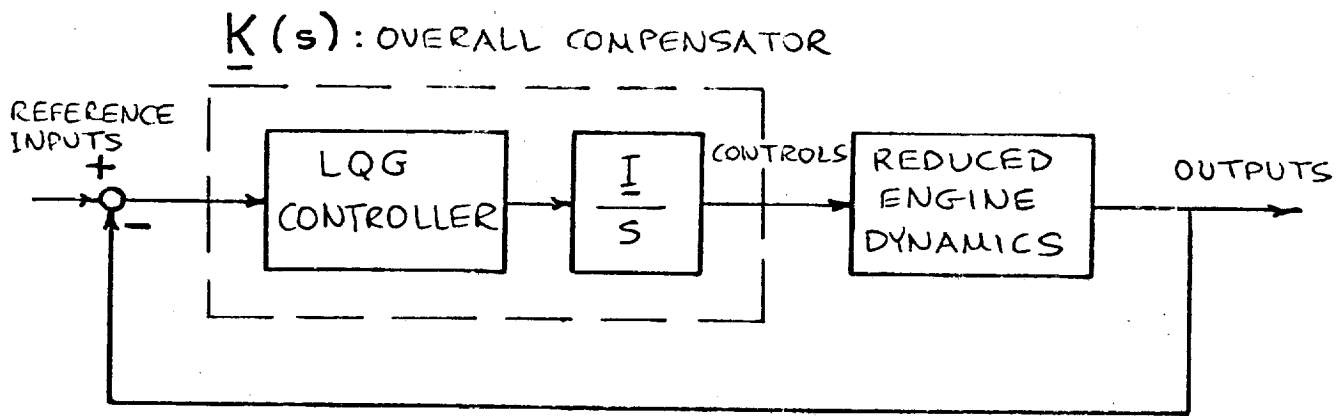 K(s): OVERALL COMPENSATOR
REFERENCE
INPUTS
+
-
LQG
CONTROLLER
I
S
CONTROLS
REDUCED
ENGINE
DYNAMICS
OUTPUTS